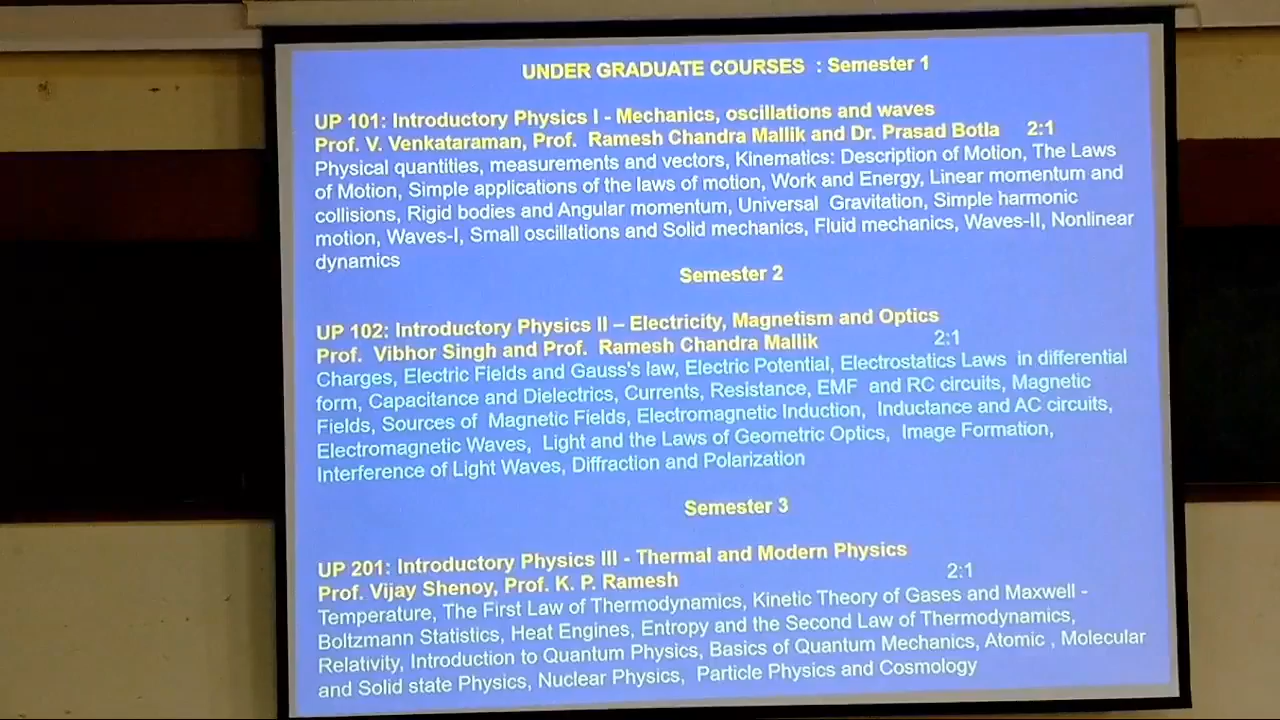 UNDER GRADUATE COURSES : Semester 1
UP 101: Introductory Physics I - Mechanics, oscillations and waves
Prof. V. Venkataraman, Prof. Ramesh Chandra Mallik and Dr. Prasad Botla 2:1
Physical quantities, measurements and vectors, Kinematics: Description of Motion, The Laws
of Motion, Simple applications of the laws of motion, Work and Energy, Linear momentum and
collisions, Rigid bodies and Angular momentum, Universal Gravitation, Simple harmonic
motion, Waves-I, Small oscillations and Solid mechanics, Fluid mechanics, Waves-II, Nonlinear
dynamics
Semester 2
UP 102: Introductory Physics II – Electricity, Magnetism and Optics
Prof. Vibhor Singh and Prof. Ramesh Chandra Mallik 2:1
Charges, Electric Fields and Gauss's law, Electric Potential, Electrostatics Laws in differential
form, Capacitance and Dielectrics, Currents, Resistance, EMF and RC circuits, Magnetic
Fields, Sources of Magnetic Fields, Electromagnetic Induction, Inductance and AC circuits,
Electromagnetic Waves, Light and the Laws of Geometric Optics, Image Formation,
Interference of Light Waves, Diffraction and Polarization
Semester 3
UP 201: Introductory Physics III - Thermal and Modern Physics
Prof. Vijay Shenoy, Prof. K. P. Ramesh 2:1
Temperature, The First Law of Thermodynamics, Kinetic Theory of Gases and Maxwell -
Boltzmann Statistics, Heat Engines, Entropy and the Second Law of Thermodynamics,
Relativity, Introduction to Quantum Physics, Basics of Quantum Mechanics, Atomic , Molecular
and Solid state Physics, Nuclear Physics, Particle Physics and Cosmology